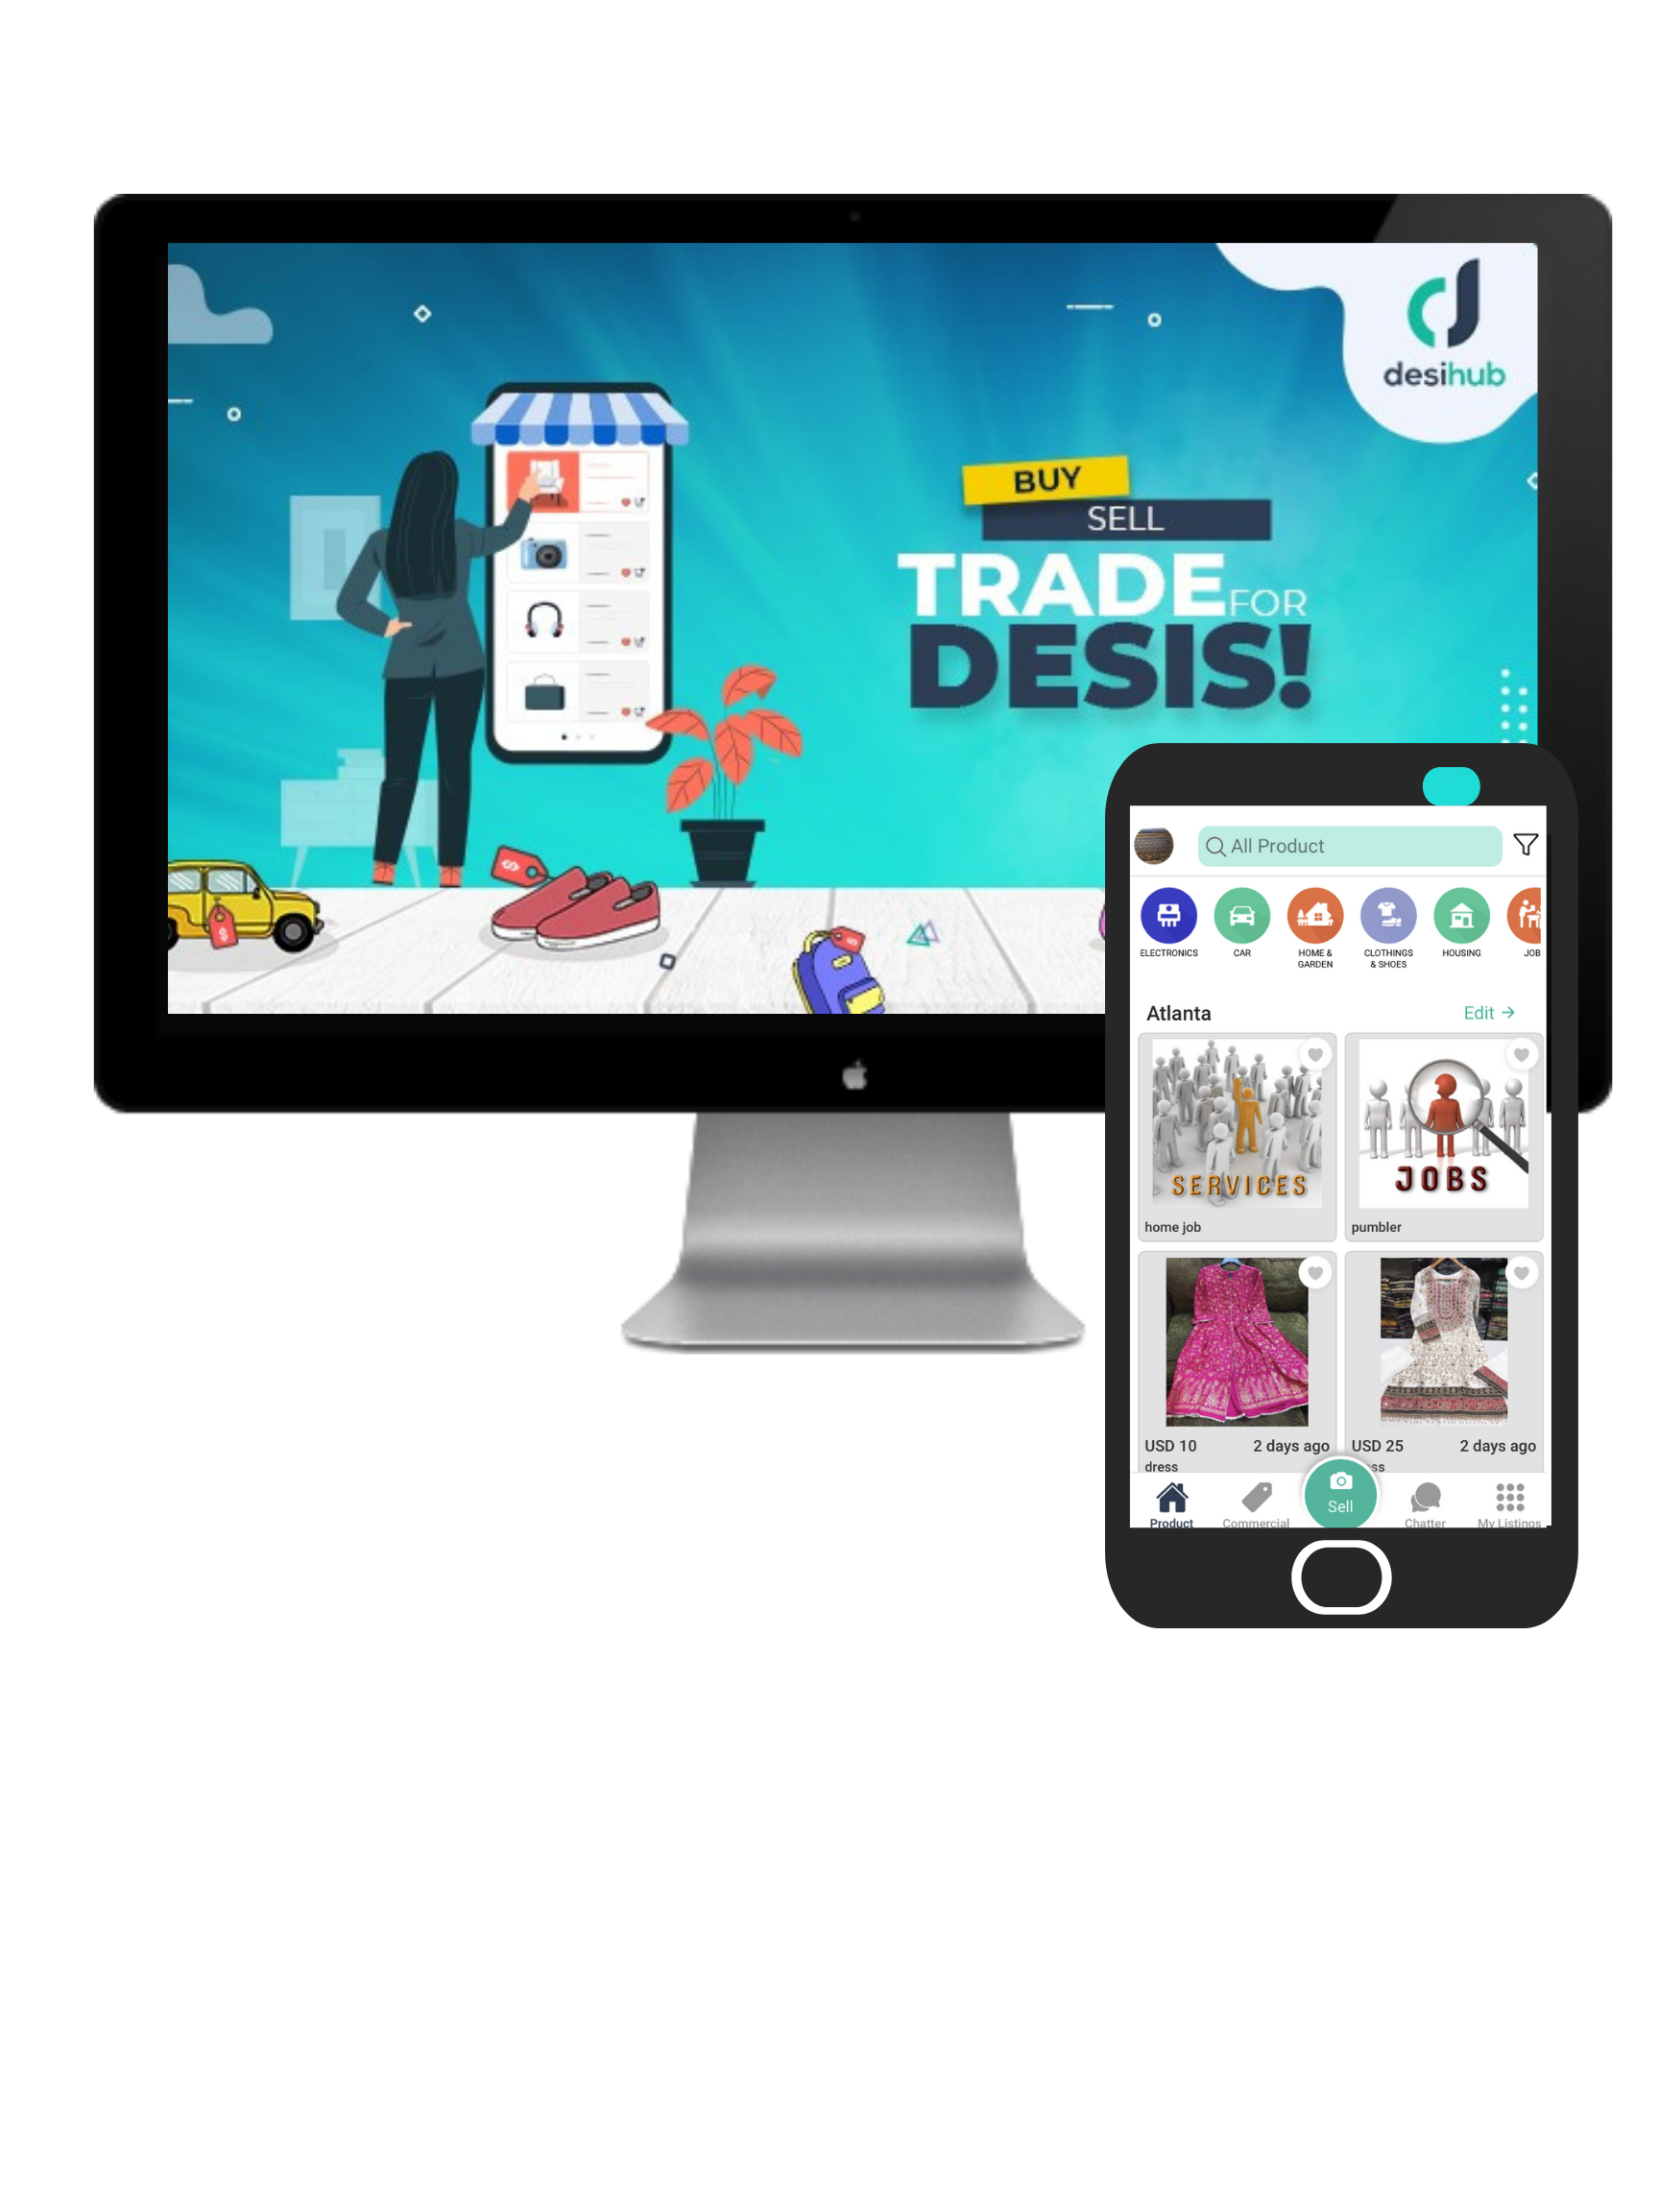 desihub
BUY
SELL
TRADE FOR
DESIS!
All Product
ELECTRONICS
CAR
HOME &
GARDEN
CLOTHINGS
& SHOES
HOUSING
JOB
Atlanta
Edit →
SERVICES
JOBS
home job
pumbler
USD 10
2 days ago
USD 25
2 days ago
dress
ss
Sell
Product
Commercial
Chatter
My Listings